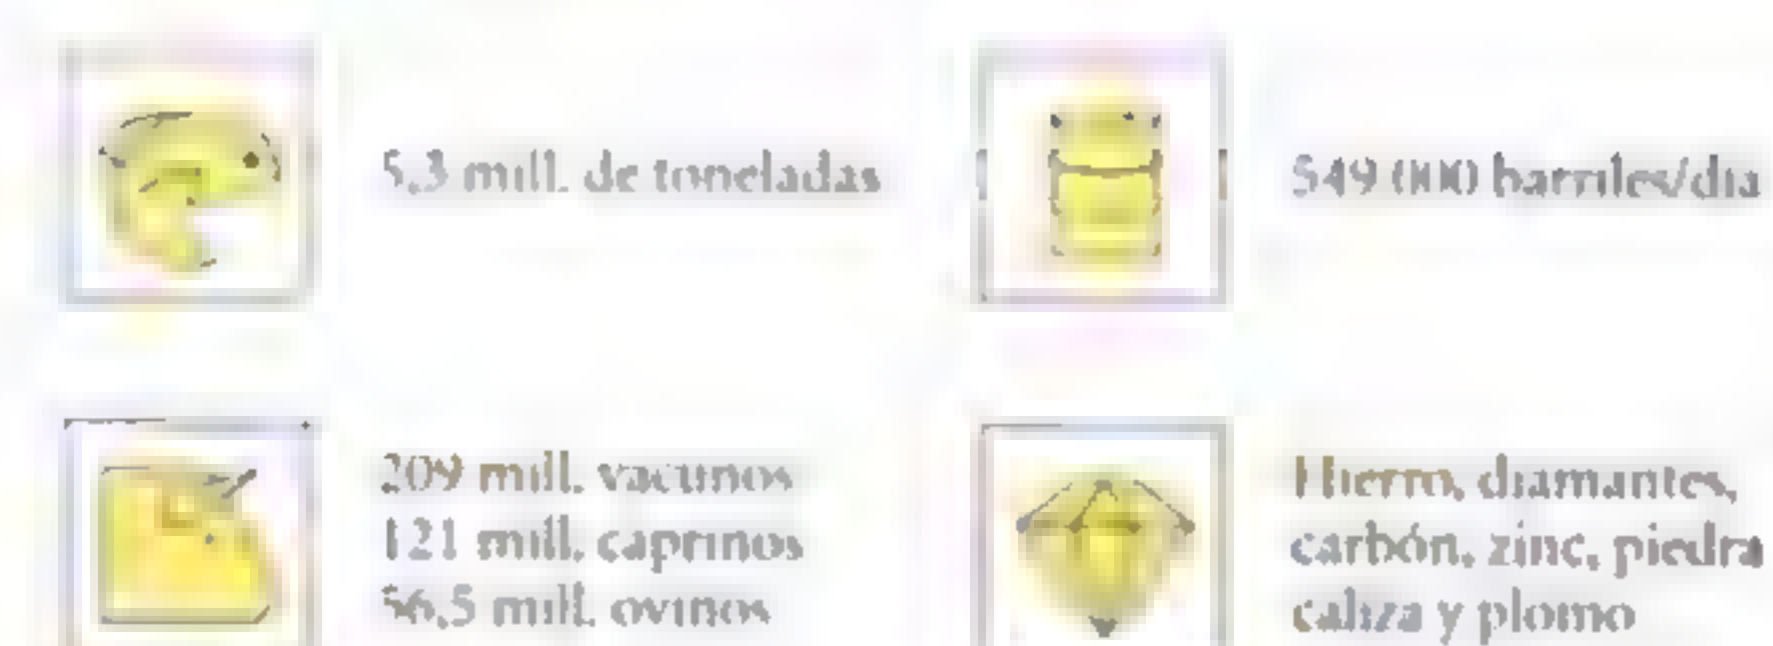 5,3 mill. de toneladas
549 000 barriles/día
209 mill. vacunos
121 mill. caprinos
56,5 mill. ovinos
Hierro, diamantes,
carbón, zinc, piedra
caliza y plomo